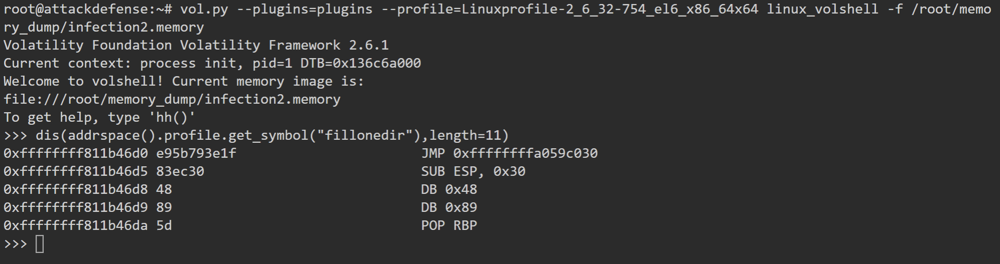 root@attackdefense:~# vol.py --plugins=plugins --profile=Linuxprofile-2_6_32-754_el6_x86_64x64 linux_volshell -f /root/memo
ry_dump/infection2.memory
Volatility Foundation Volatility Framework 2.6.1
Current context: process init, pid=1 DTB=0x136c6a000
Welcome to volshell! Current memory image is:
file:///root/memory_dump/infection2.memory
To get help, type 'hh()'
>>> dis(addrspace().profile.get_symbol("fillonedir"),length=11)
0xffffffff811b46d0 e95b793e1f                       JMP 0xffffffffa059c030
0xffffffff811b46d5 83ec30                           SUB ESP, 0x30
0xffffffff811b46d8 48                               DB 0x48
0xffffffff811b46d9 89                               DB 0x89
0xffffffff811b46da 5d                               POP RBP
>>>